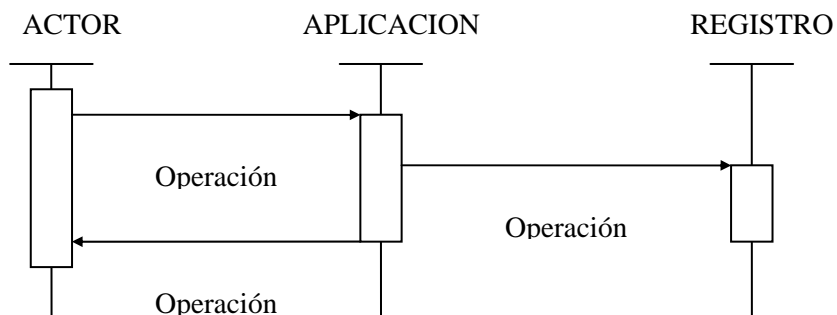 ACTOR
APLICACION
REGISTRO
Operación
Operación
Operación